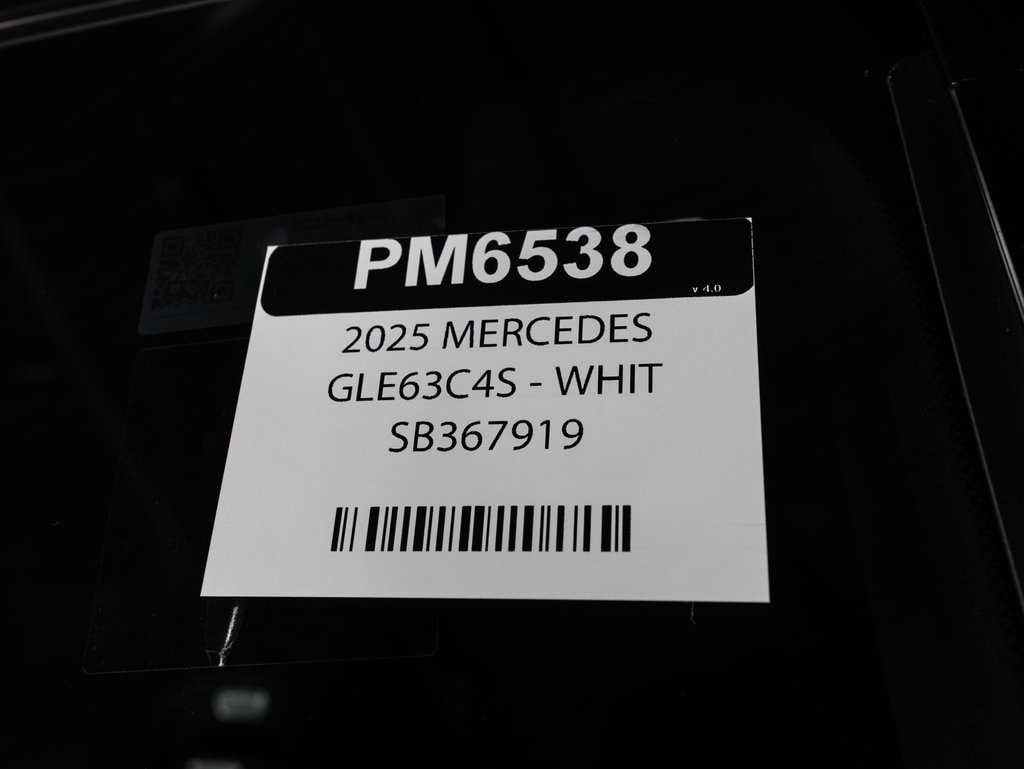 PM6538
v 4.0
2025 MERCEDES
GLE63C4S - WHIT
SB367919